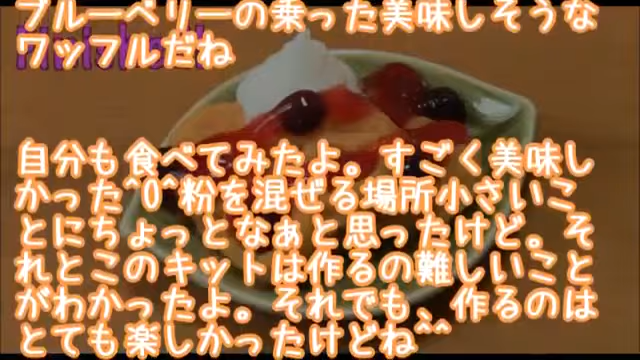 ブルーベリーの乗った美味しそうな
ワッフルだね
自分も食べてみたよ。すごく美味し
かった^0^粉を混ぜる場所小さいこ
とにちょっとなぁと思ったけど。そ
れとこのキットは作るの難しいこと
がわかったよ。それでも、作るのは
とても楽しかったけどね^^